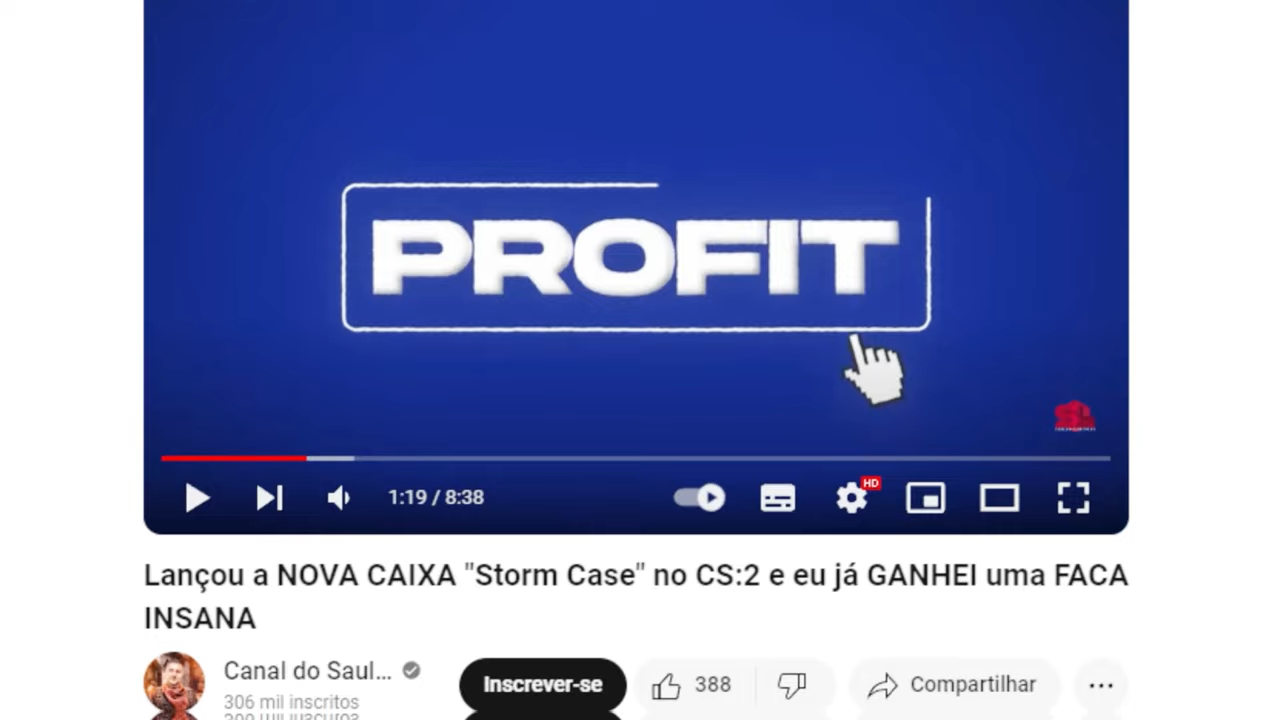 PROFIT
1:19 / 8:38
HD
Lançou a NOVA CAIXA "Storm Case" no CS:2 e eu já GANHEI uma FACA
INSANA
Canal do Saul...
306 mil inscritos
Inscrever-se
388
Compartilhar